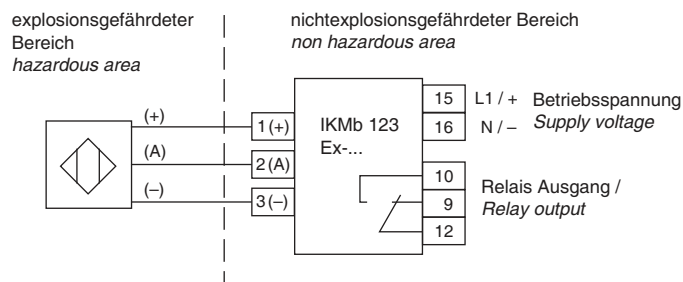 explosionsgefährdeter
Bereich
hazardous area
nichtexplosionsgefährdeter Bereich
non hazardous area
(+)
(A)
(–)
1 (+)
2 (A)
3 (–)
IKMb 123
Ex-...
15 L1 / + Betriebsspannung
16 N / – Supply voltage
10
9
12
Relais Ausgang /
Relay output